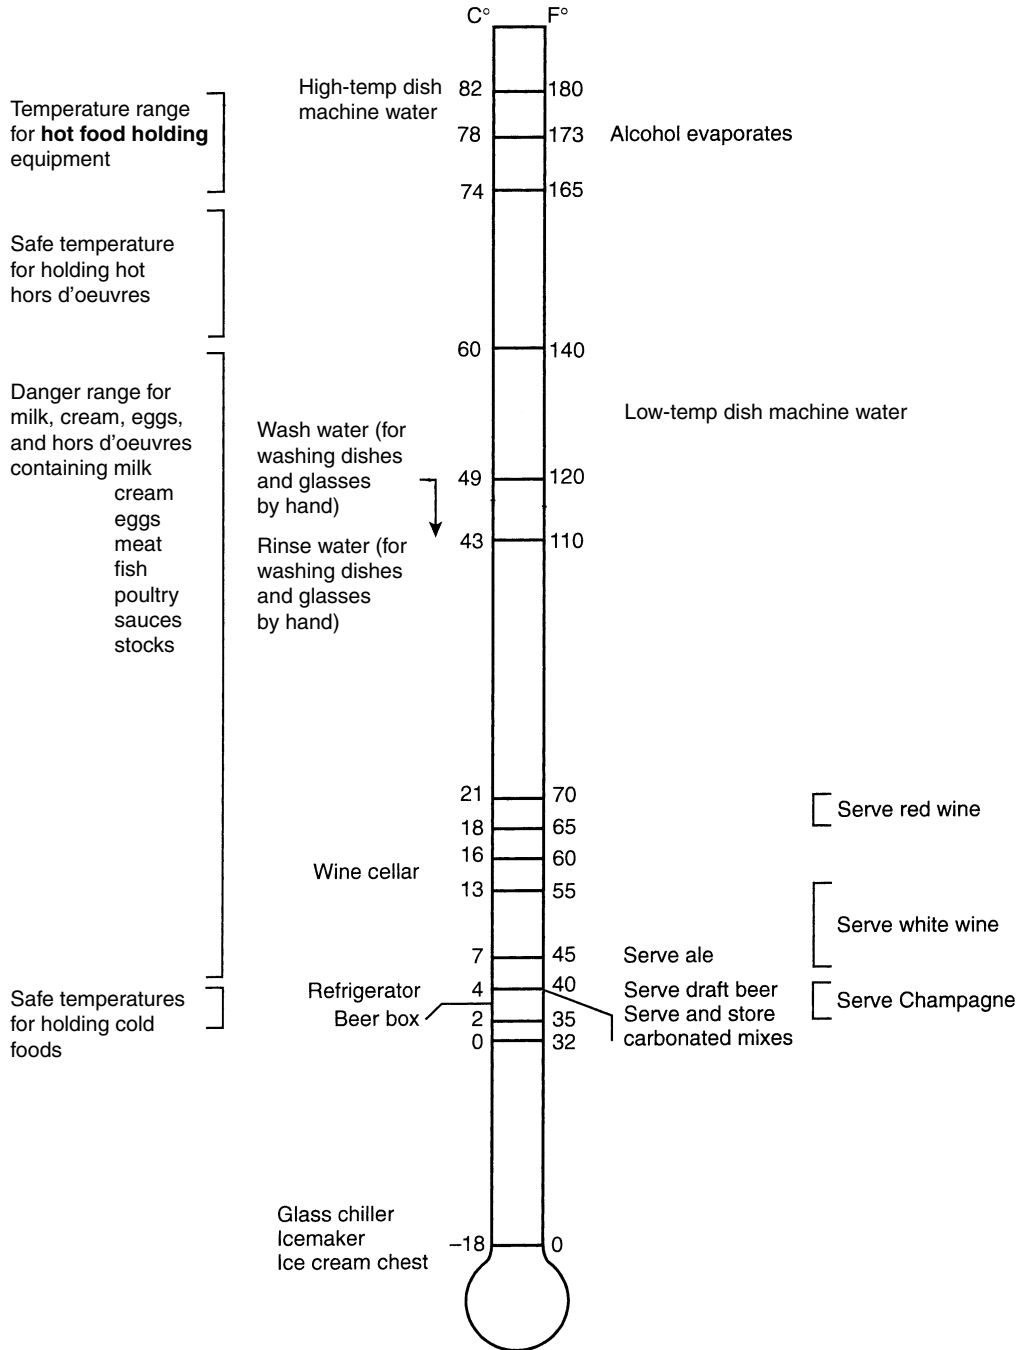 C° F°
High-temp dish
machine water
82 180
Temperature range
for hot food holding
equipment
78 173 Alcohol evaporates
74 165
Safe temperature
for holding hot
hors d'oeuvres
60 140
Danger range for
milk, cream, eggs,
and hors d'oeuvres
containing milk
cream
eggs
meat
fish
poultry
sauces
stocks
Low-temp dish machine water
Wash water (for
washing dishes
and glasses
by hand)
49 120
43 110
Rinse water (for
washing dishes
and glasses
by hand)
21 70
Serve red wine
18 65
16 60
Wine cellar
13 55
Serve white wine
7 45 Serve ale
Safe temperatures
for holding cold
foods
Refrigerator
Beer box
4 40 Serve draft beer
Serve and store
carbonated mixes
Serve Champagne
2 35
0 32
Glass chiller
Icemaker
Ice cream chest
–18 0